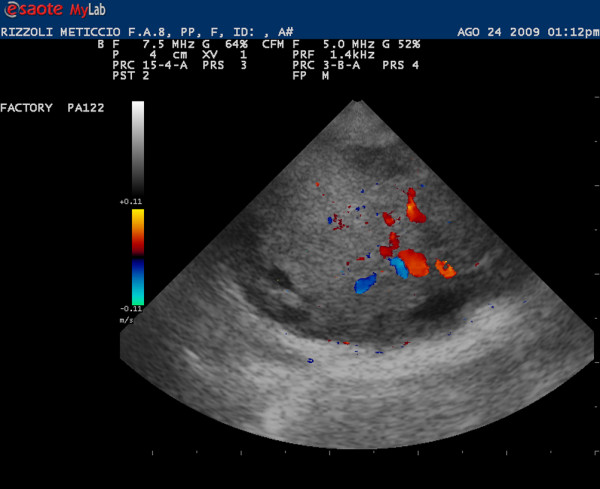 esaote MyLab
RIZZOLI METICCIO F.A.8, PP, F, ID: , A# AGO 24 2009 01:12pm
B F 7.5 MHz G 64% CFM F 5.0 MHz G 52%
P 4 cm XV 1 PRF 1.4kHz
PRC 15-4-A PRS 3 PRC 3-B-A PRS 4
PST 2 FP M
FACTORY PA122
+0.11
-0.11
m/s